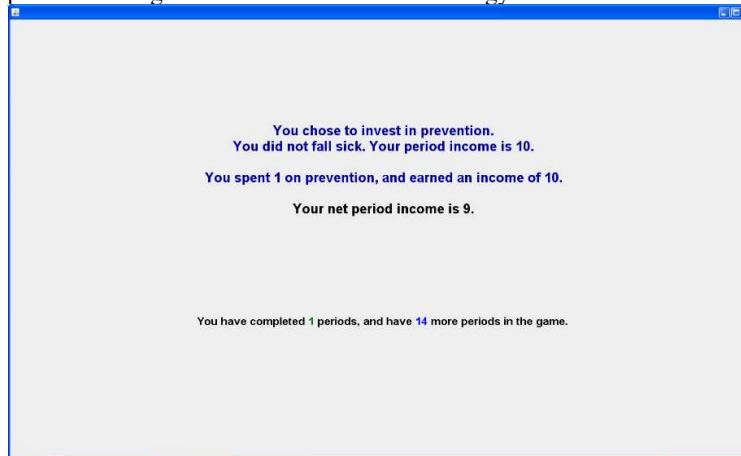 You chose to invest in prevention.
You did not fall sick. Your period income is 10.
You spent 1 on prevention, and earned an income of 10.
Your net period income is 9.
You have completed 1 periods, and have 14 more periods in the game.